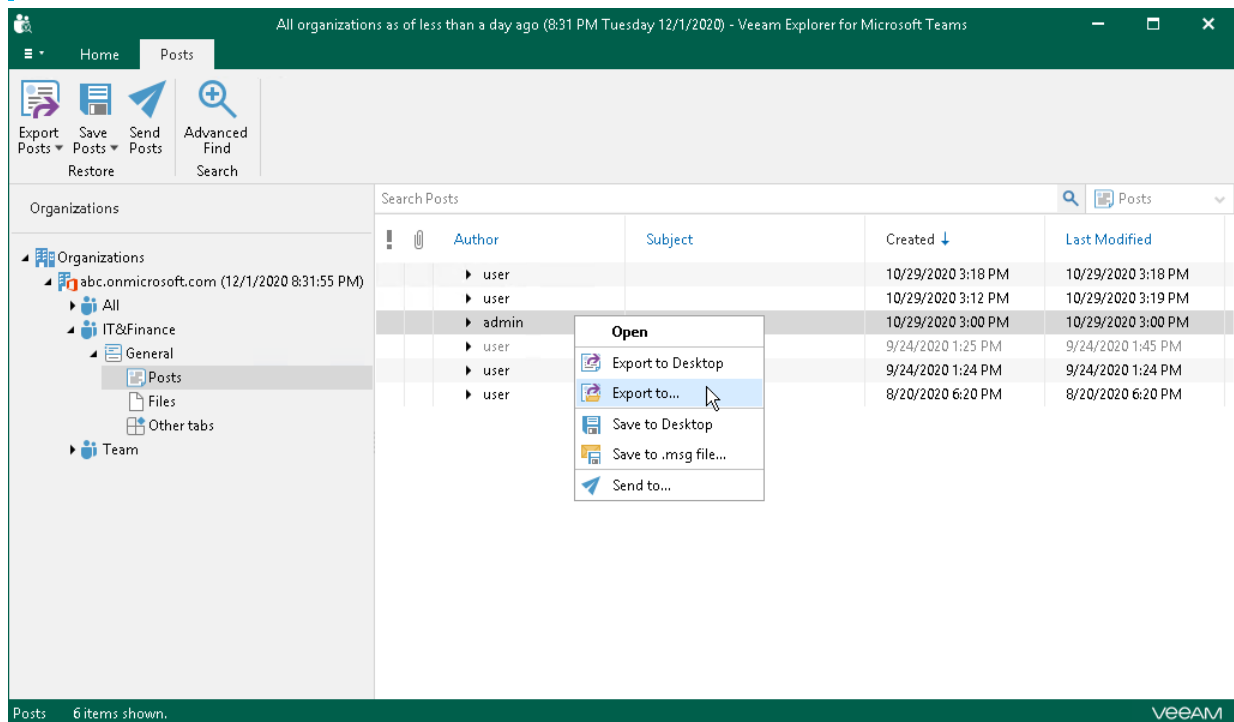 All organizations as of less than a day ago (8:31 PM Tuesday 12/1/2020) - Veeam Explorer for Microsoft Teams
Home Posts
Export Posts Save Posts Send Posts Advanced Find
Restore Search
Organizations
Search Posts Posts
Author Subject Created Last Modified
Organizations
abc.onmicrosoft.com (12/1/2020 8:31:55 PM)
All
IT&Finance
General
Posts
Files
Other tabs
Team
user 10/29/2020 3:18 PM 10/29/2020 3:18 PM
user 10/29/2020 3:12 PM 10/29/2020 3:19 PM
admin 10/29/2020 3:00 PM 10/29/2020 3:00 PM
user 9/24/2020 1:25 PM 9/24/2020 1:45 PM
user 9/24/2020 1:24 PM 9/24/2020 1:24 PM
user 8/20/2020 6:20 PM 8/20/2020 6:20 PM
Open
Export to Desktop
Export to...
Save to Desktop
Save to .msg file...
Send to...
Posts 6 items shown. veeAM